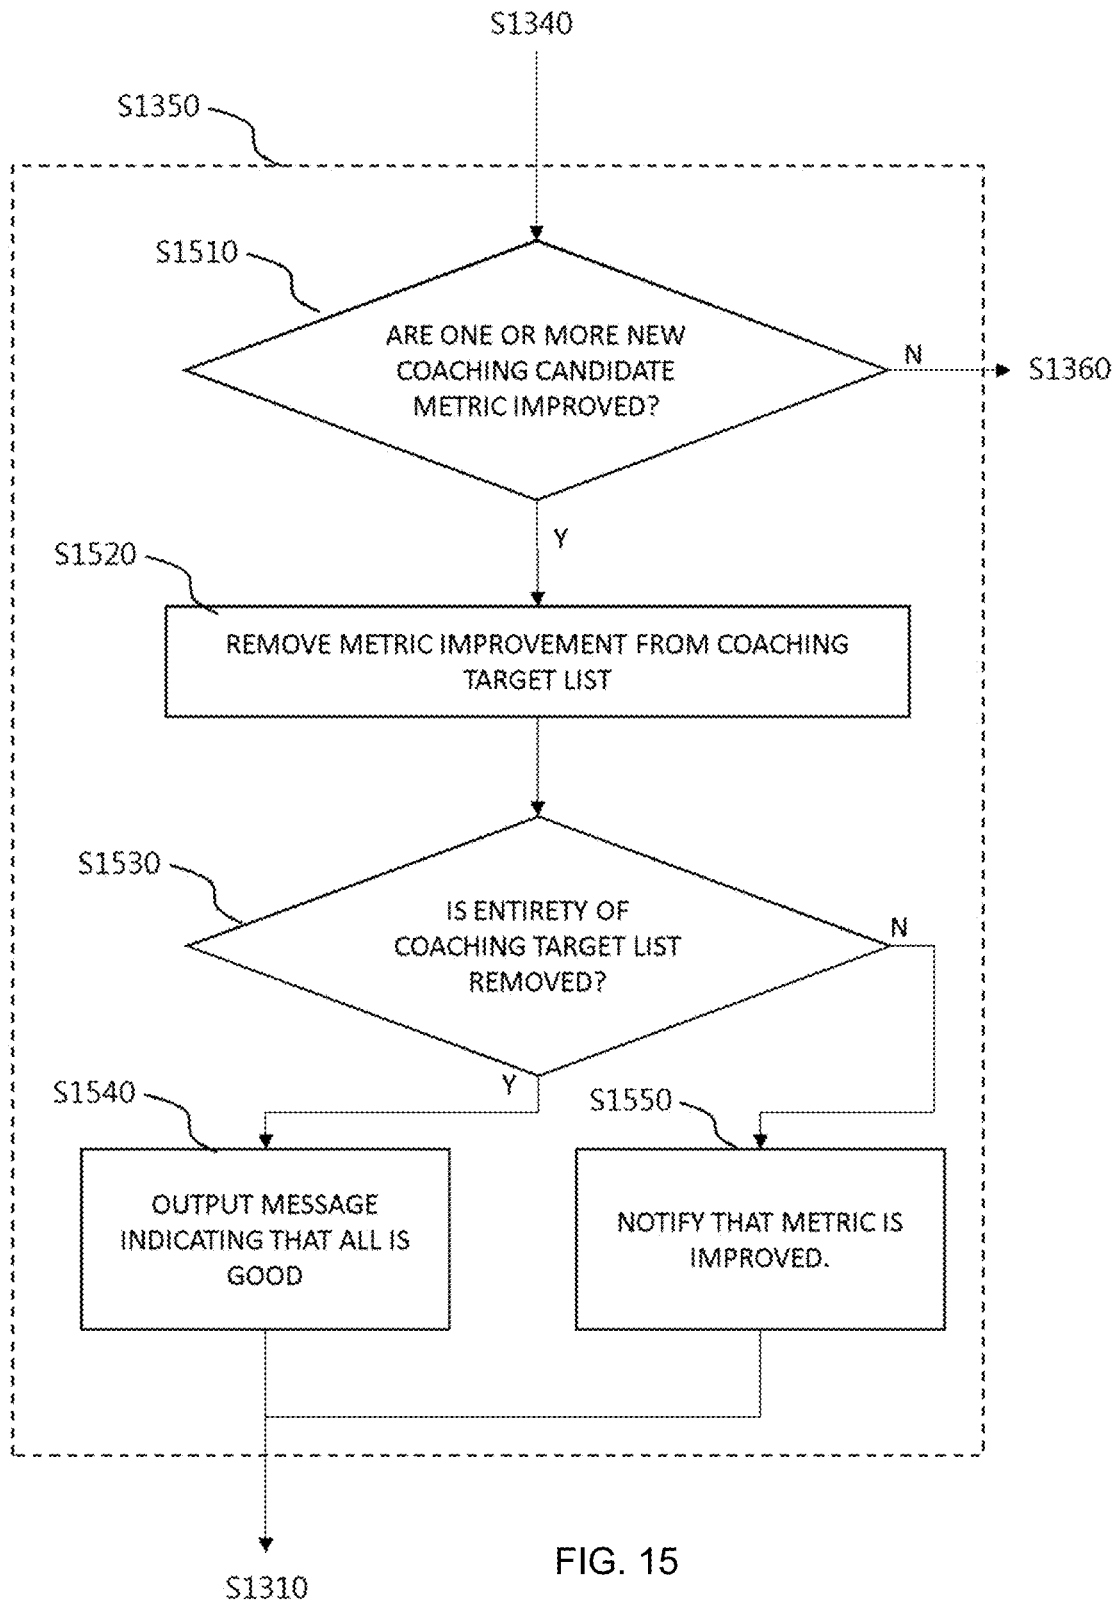 S1340
S1350
S1510
ARE ONE OR MORE NEW
COACHING CANDIDATE
METRIC IMPROVED?
N
S1360
Y
S1520
REMOVE METRIC IMPROVEMENT FROM COACHING
TARGET LIST
S1530
IS ENTIRETY OF
COACHING TARGET LIST
REMOVED?
N
Y
S1540
S1550
OUTPUT MESSAGE
INDICATING THAT ALL IS
GOOD
NOTIFY THAT METRIC IS
IMPROVED.
FIG. 15
S1310